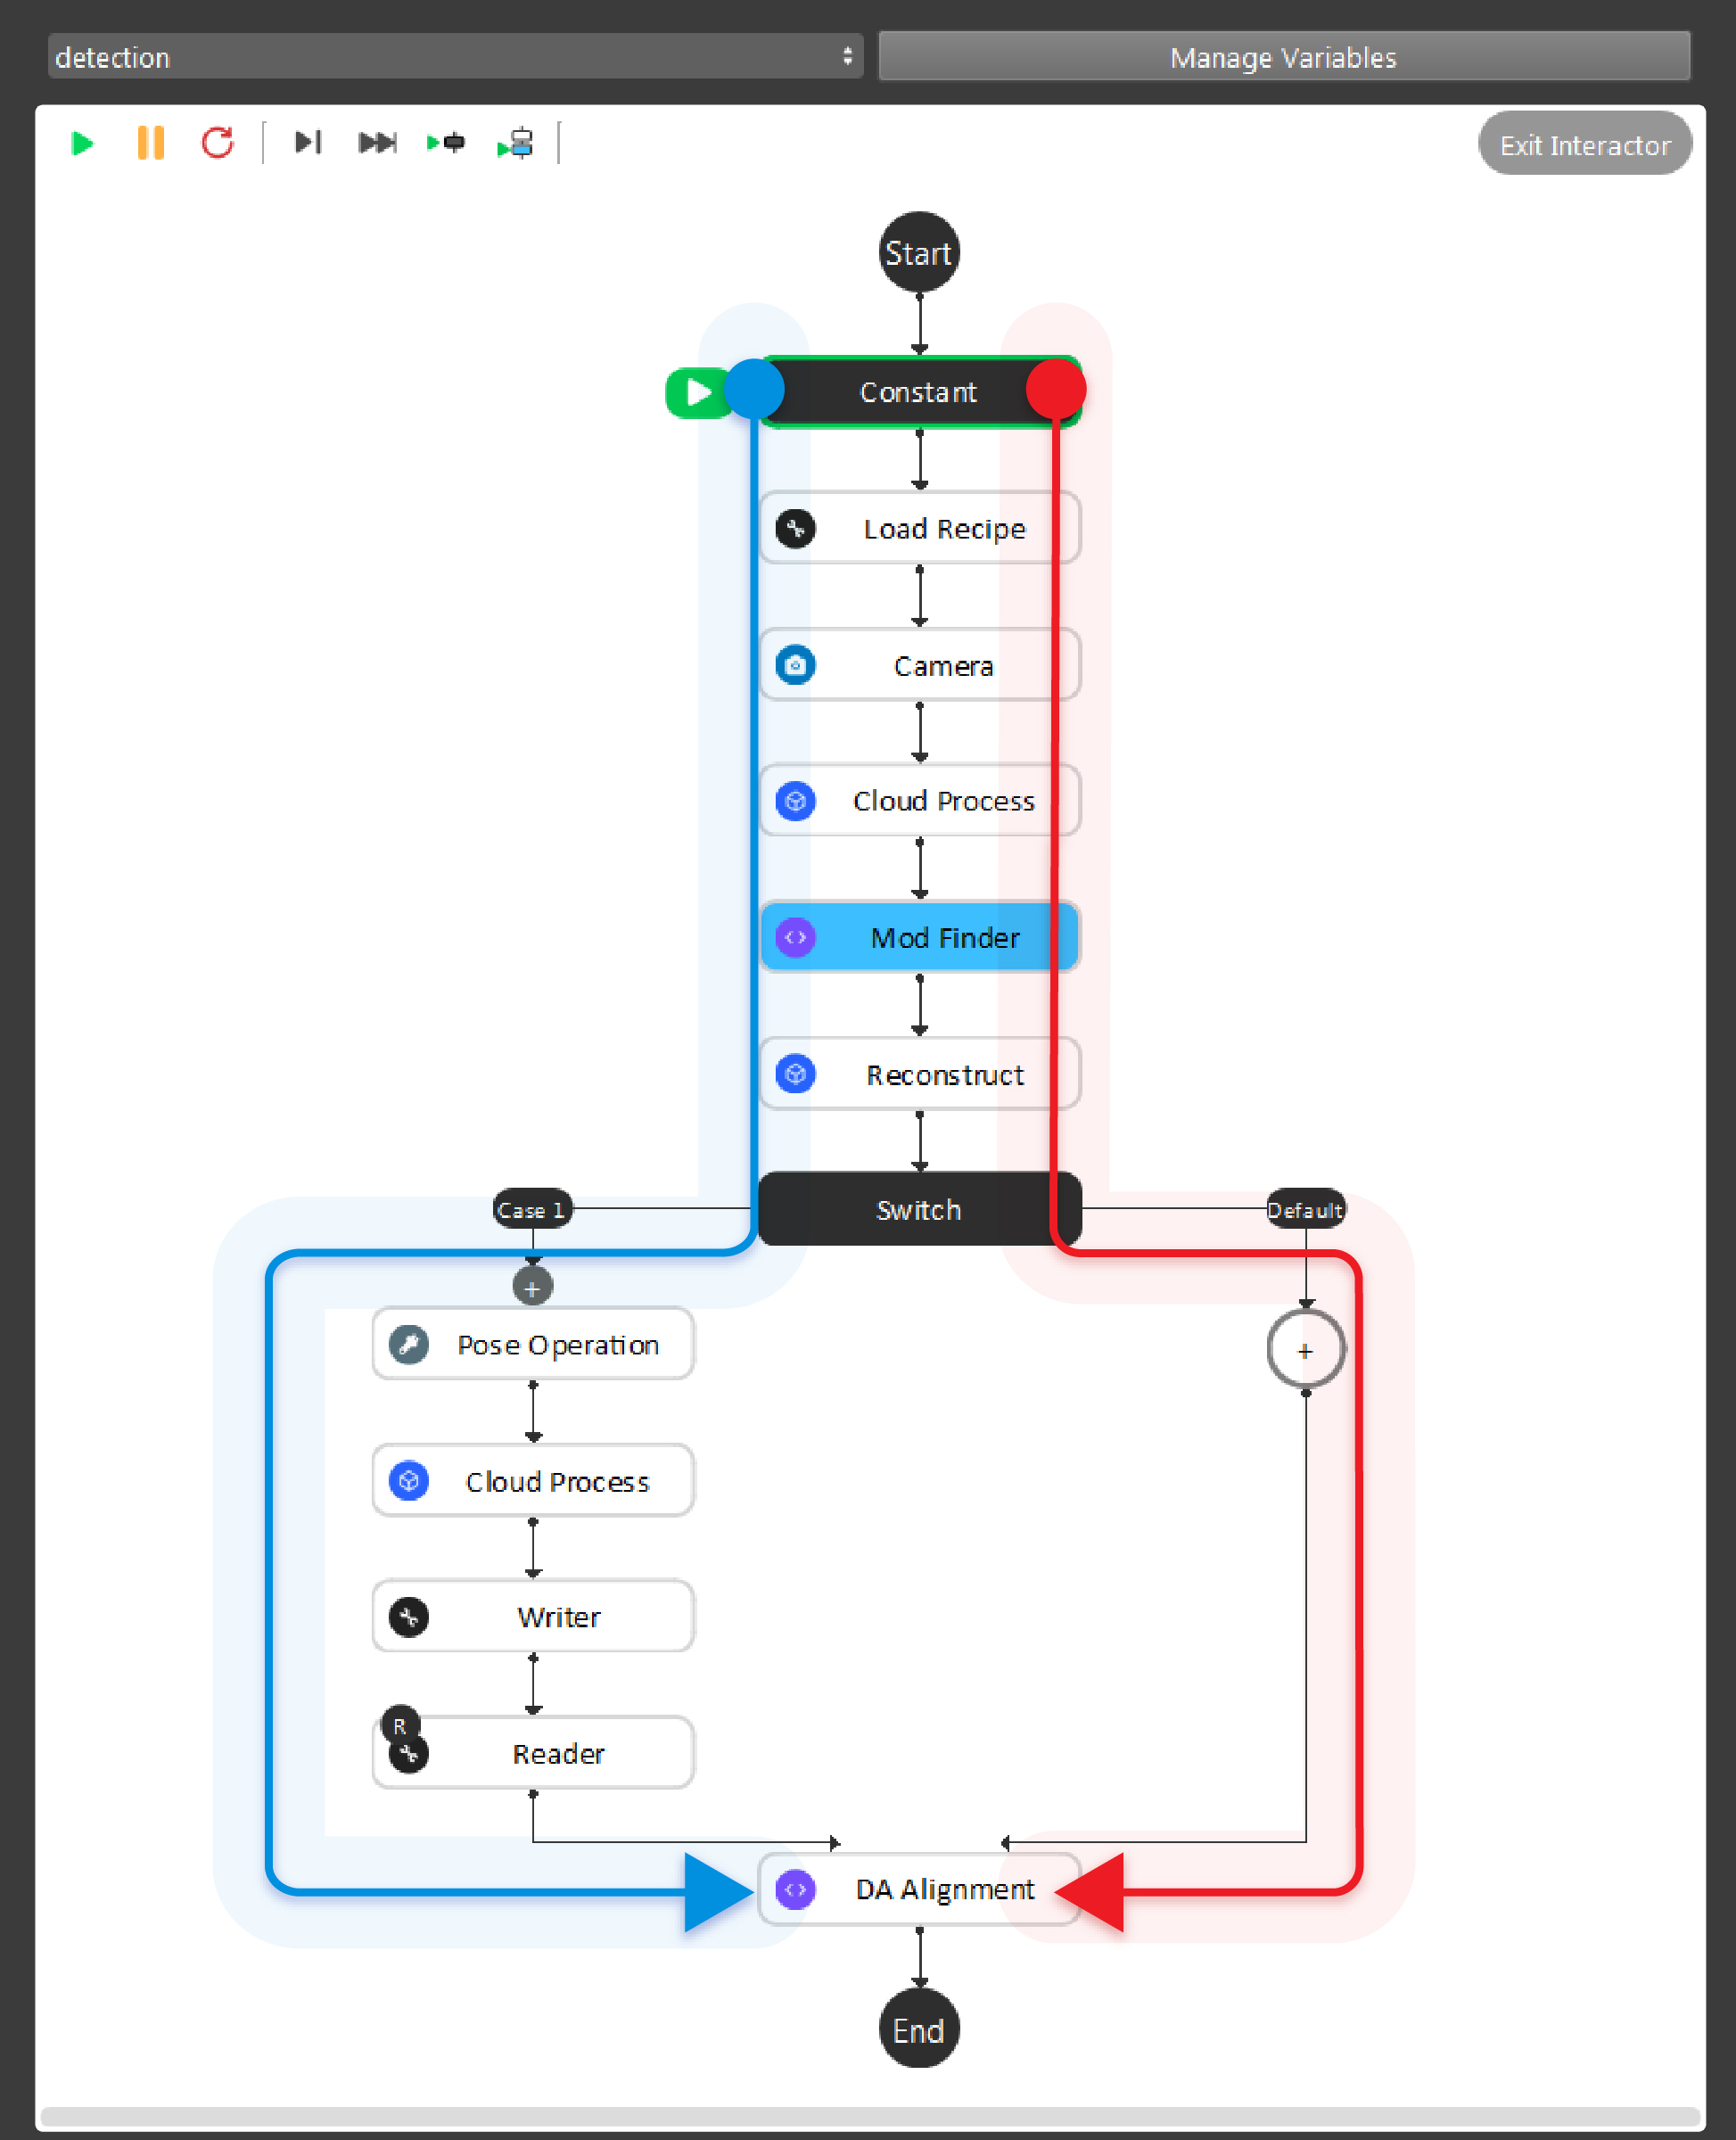 detection
Manage Variables
Exit Interactor
Start
Constant
Load Recipe
Camera
Cloud Process
Mod Finder
Reconstruct
Switch
Case 1
Default
+
+
Pose Operation
Cloud Process
Writer
R
Reader
DA Alignment
End